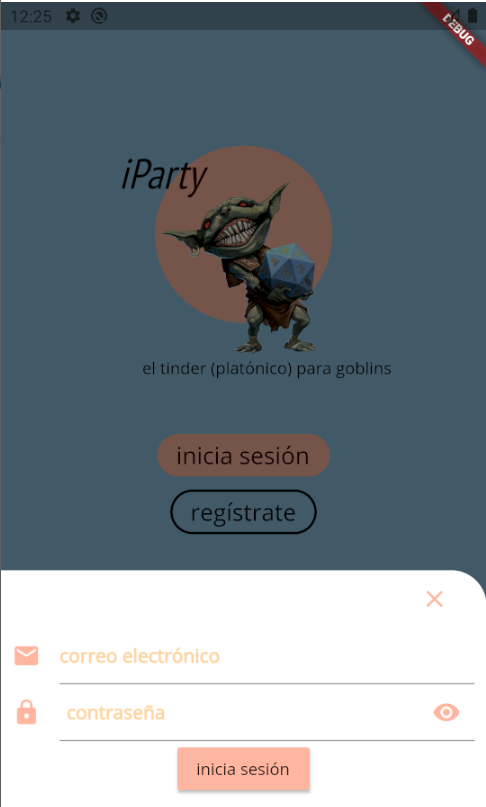 12:25
DEBUG
iParty
el tinder (platónico) para goblins
inicia sesión
regístrate
correo electrónico
contraseña
inicia sesión